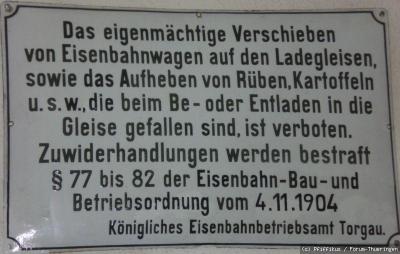 Das eigenmächtige Verschieben
von Eisenbahnwagen auf den Ladegleisen,
sowie das Aufheben von Rüben, Kartoffeln
u.s.w., die beim Be- oder Entladen in die
Gleise gefallen sind, ist verboten.
Zuwiderhandlungen werden bestraft
§ 77 bis 82 der Eisenbahn-Bau- und
Betriebsordnung vom 4.11.1904
Königliches Eisenbahnbetriebsamt Torgau.
(c) Pfiffikus / Forum-Thueringen